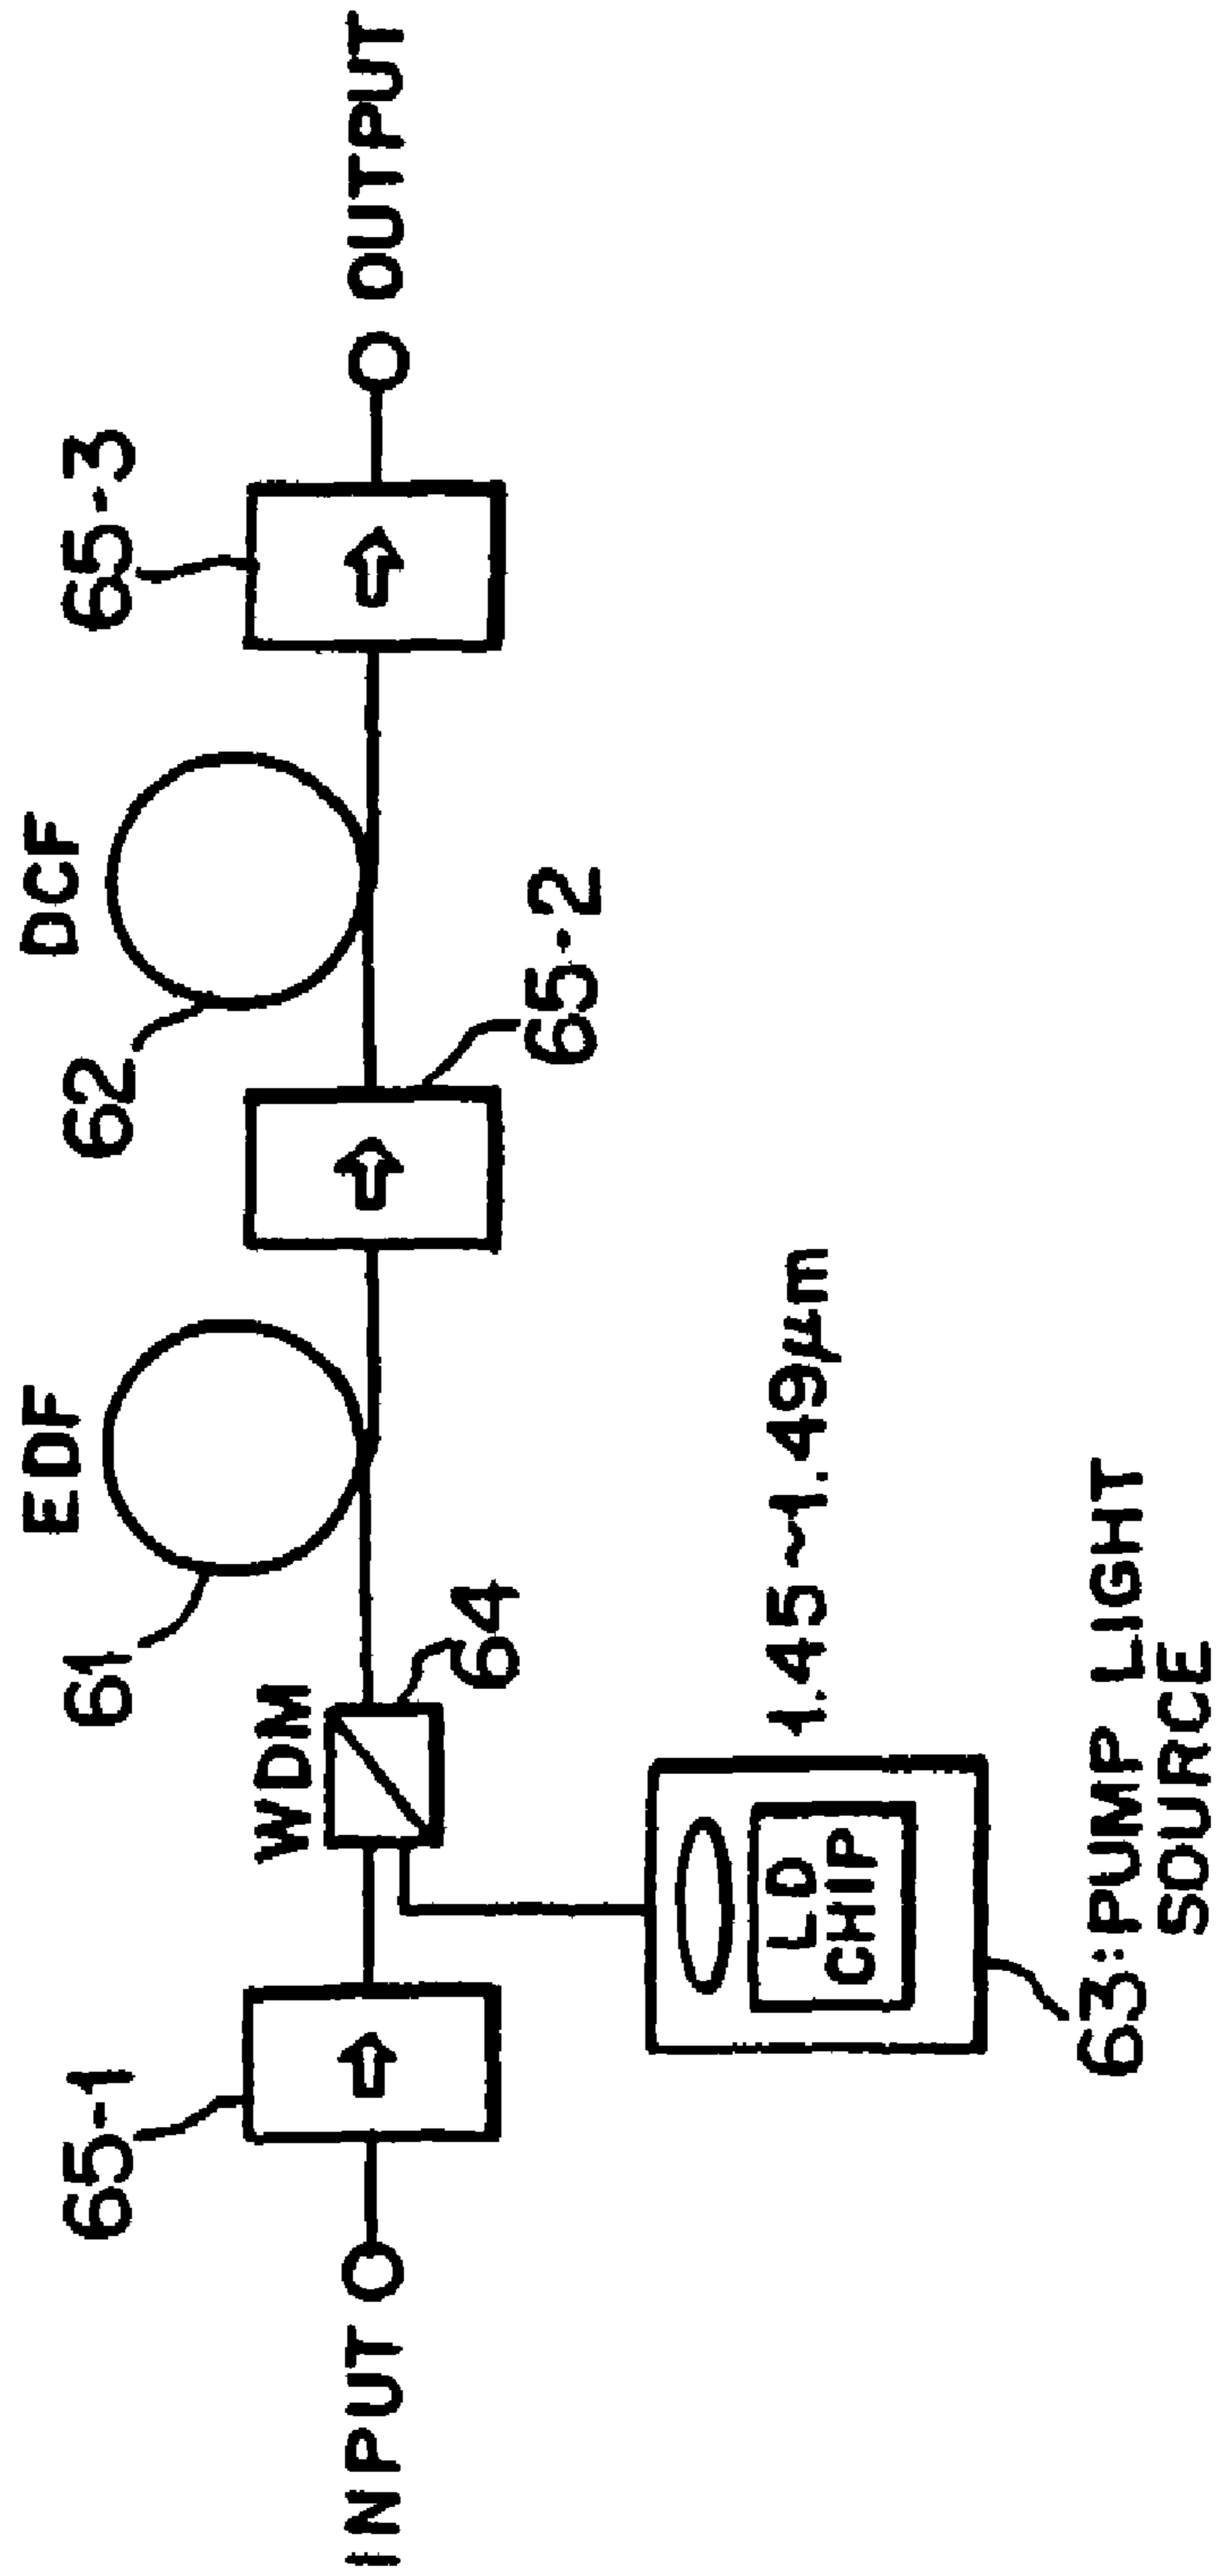 65-1
61
EDF
62
DCF
65-3
INPUT
WDM
64
65-2
OUTPUT
LD
CHIP
1.45~1.49μm
63:PUMP LIGHT
SOURCE